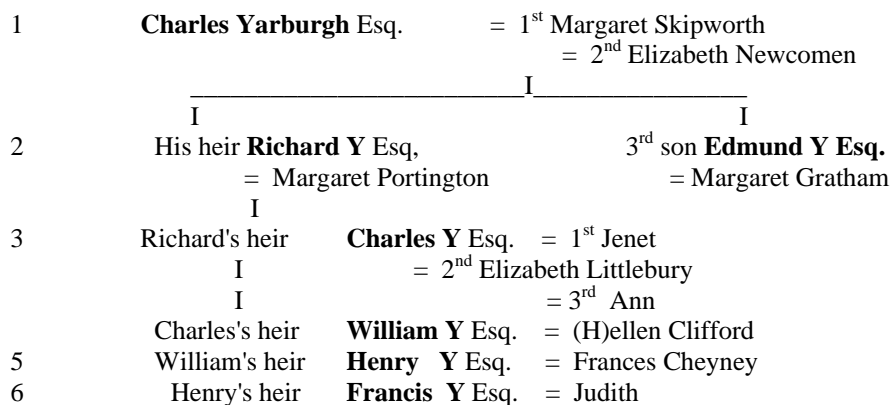 1 Charles Yarburgh Esq. = 1st Margaret Skipworth
= 2nd Elizabeth Newcomen
__________________________I________________
I I
2 His heir Richard Y Esq, 3rd son Edmund Y Esq.
= Margaret Portington = Margaret Gratham
I
3 Richard's heir Charles Y Esq. = 1st Jenet
I = 2nd Elizabeth Littlebury
I = 3rd Ann
Charles's heir William Y Esq. = (H)ellen Clifford
5 William's heir Henry Y Esq. = Frances Cheyney
6 Henry's heir Francis Y Esq. = Judith